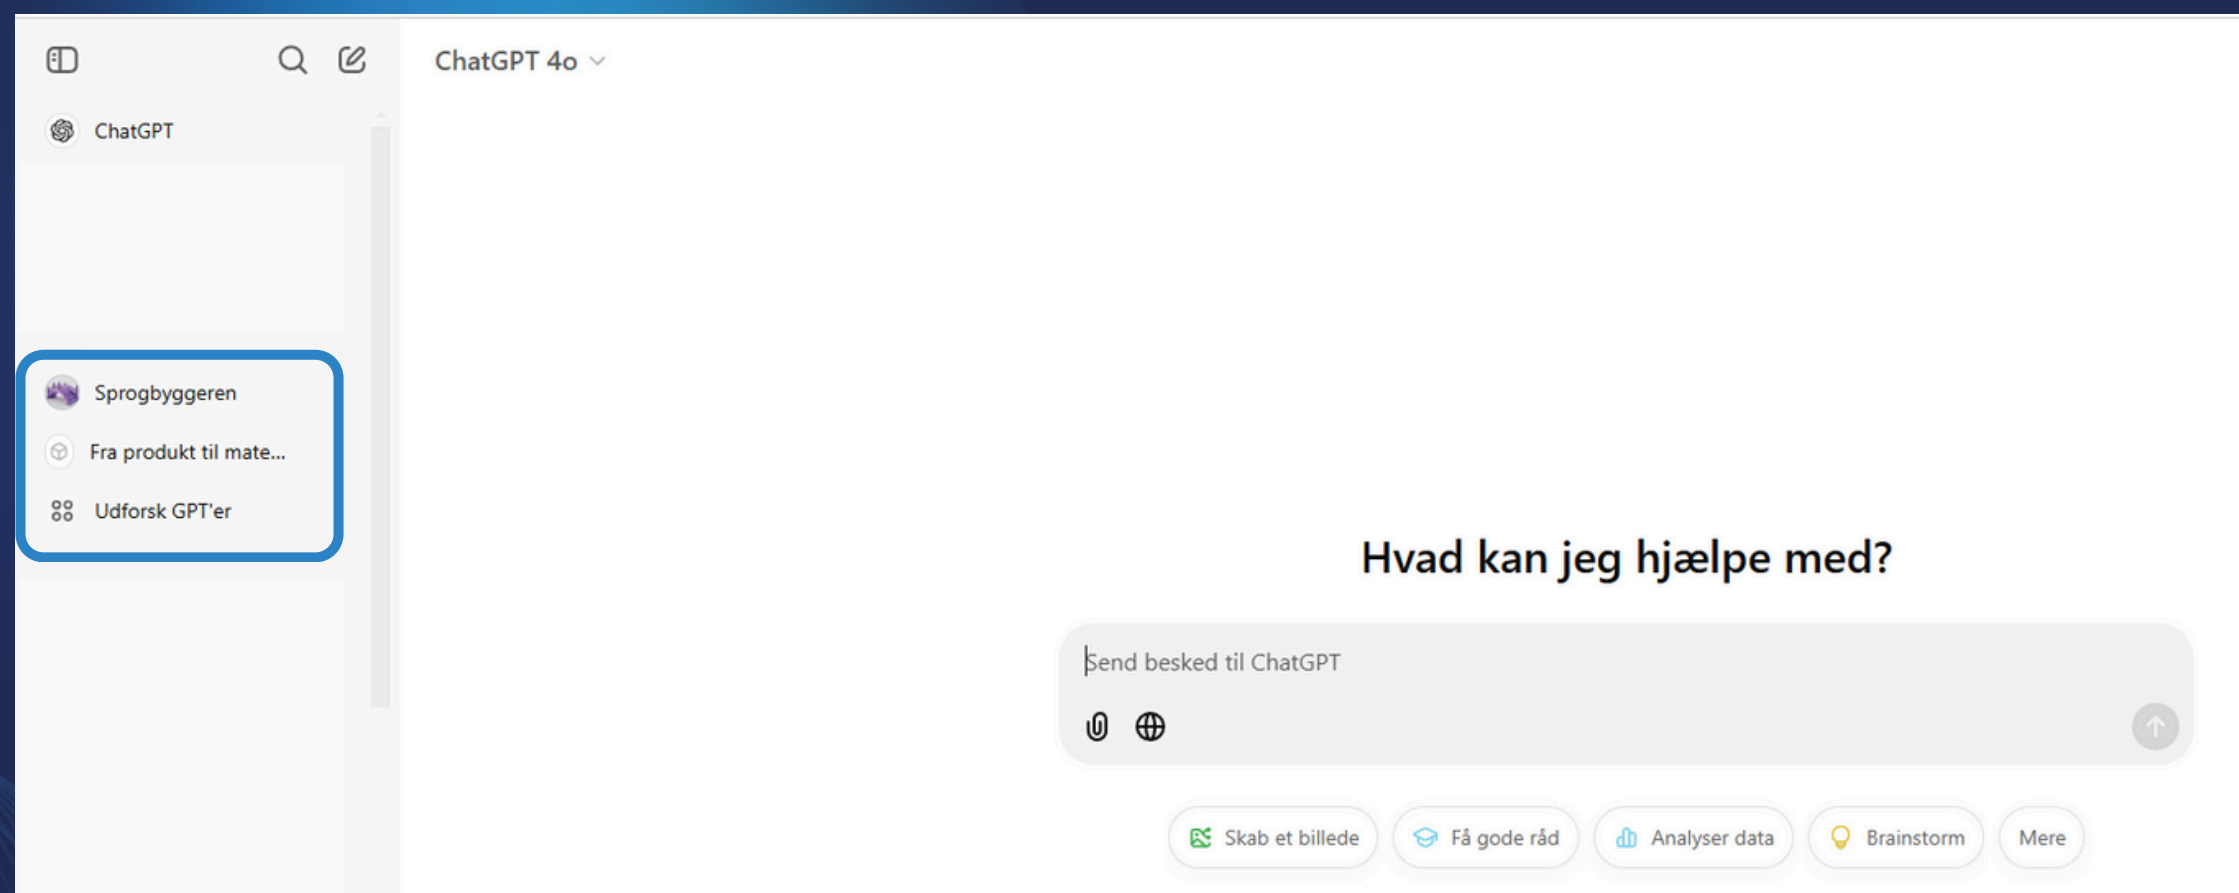 ChatGPT 4o
ChatGPT
Sprogbyggeren
Fra produkt til mate...
Udforsk GPT'er
Hvad kan jeg hjælpe med?
Send besked til ChatGPT
Skab et billede
Få gode råd
Analyser data
Brainstorm
Mere